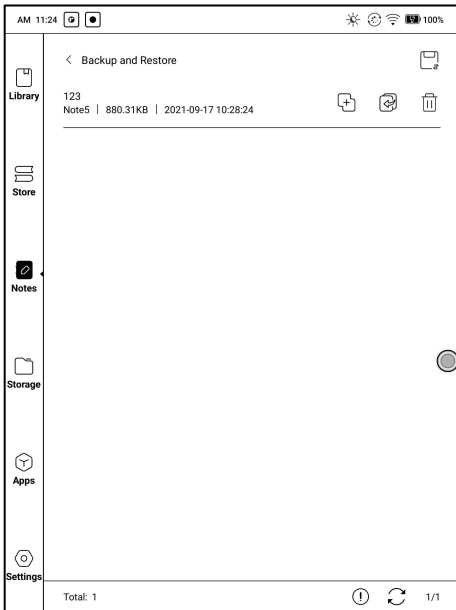 AM 11:24 100%
Backup and Restore
Library
123
Note5 | 880.31KB | 2021-09-17 10:28:24
Store
Notes
Storage
Apps
Settings
Total: 1 1/1